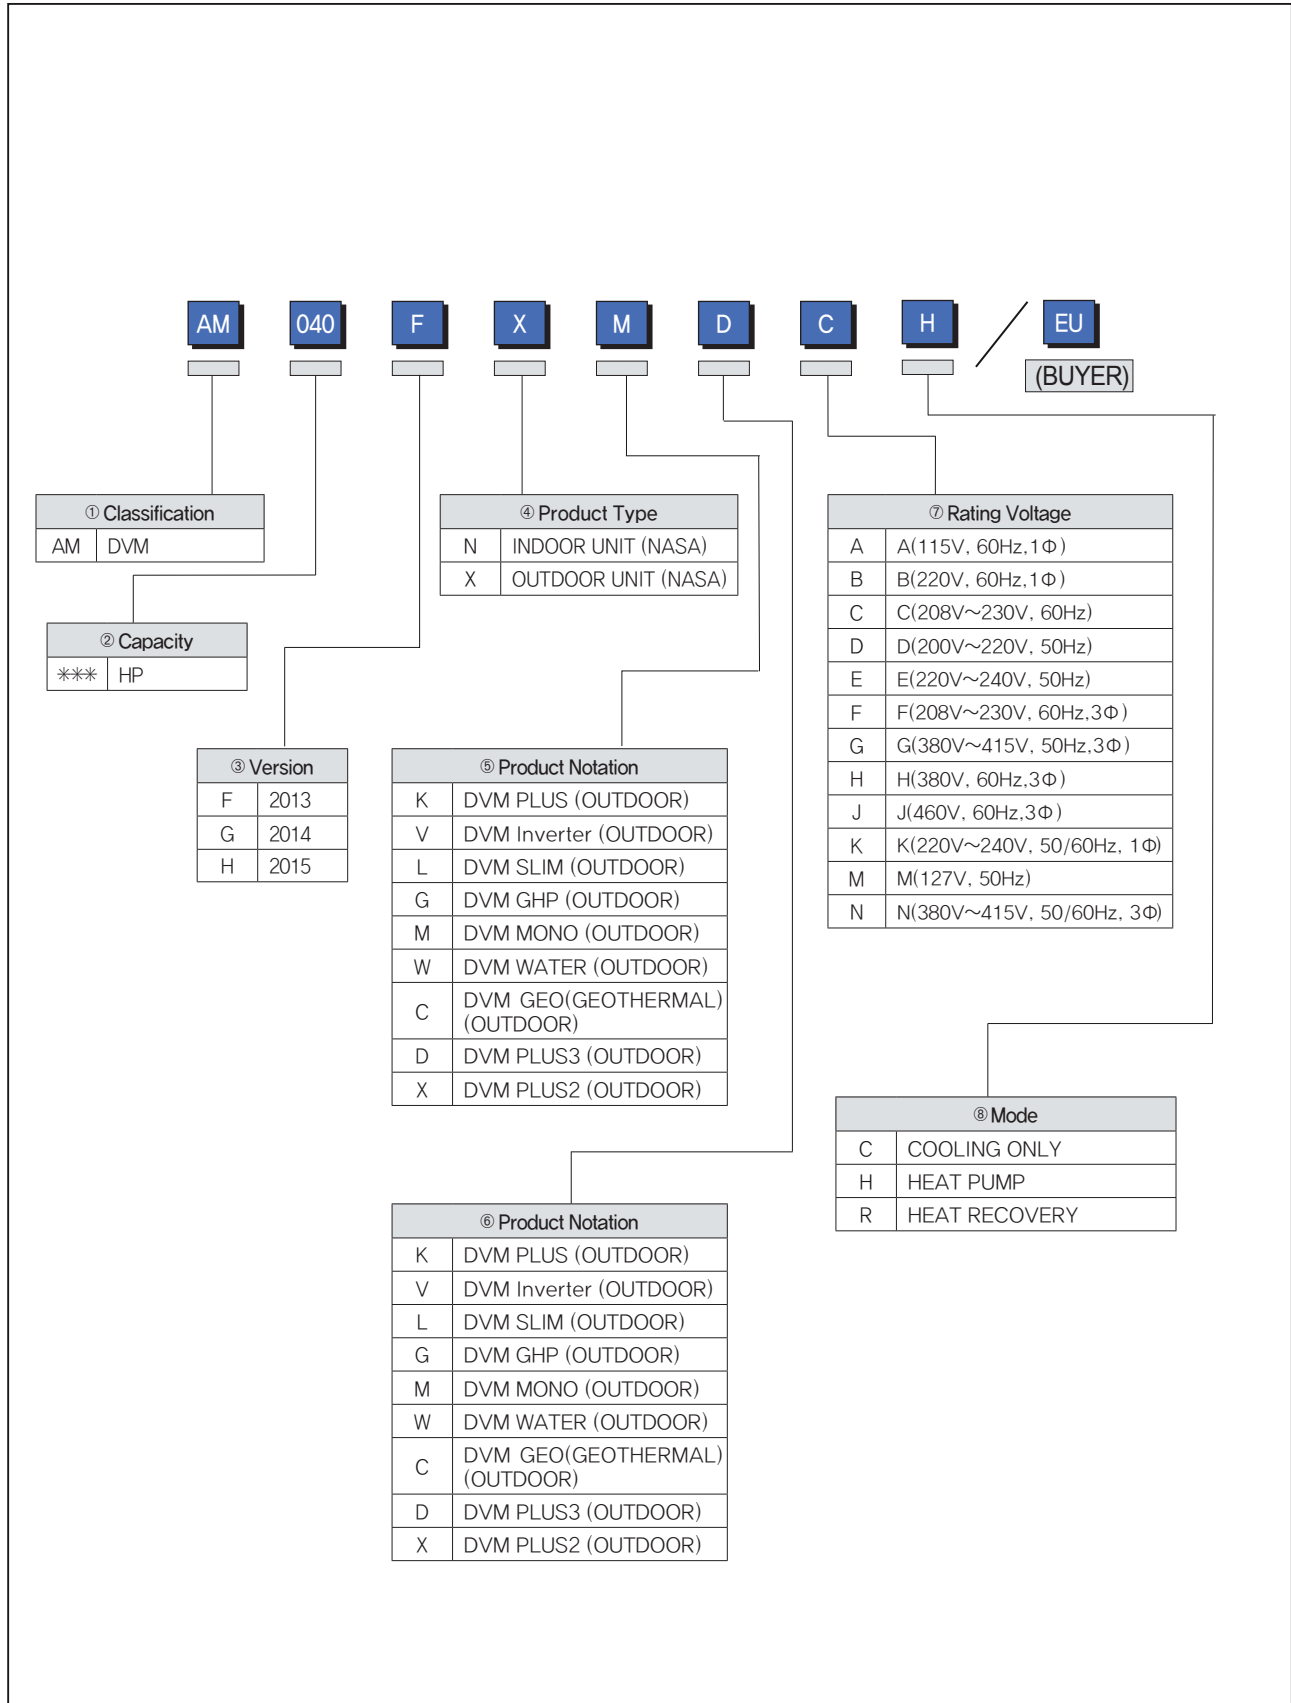 AM 040 F X M D C H / EU
(BUYER)
① Classification
AM DVM
② Capacity
*** HP
③ Version
F 2013
G 2014
H 2015
④ Product Type
N INDOOR UNIT (NASA)
X OUTDOOR UNIT (NASA)
⑤ Product Notation
K DVM PLUS (OUTDOOR)
V DVM Inverter (OUTDOOR)
L DVM SLIM (OUTDOOR)
G DVM GHP (OUTDOOR)
M DVM MONO (OUTDOOR)
W DVM WATER (OUTDOOR)
C DVM GEO(GEOTHERMAL)
(OUTDOOR)
D DVM PLUS3 (OUTDOOR)
X DVM PLUS2 (OUTDOOR)
⑥ Product Notation
K DVM PLUS (OUTDOOR)
V DVM Inverter (OUTDOOR)
L DVM SLIM (OUTDOOR)
G DVM GHP (OUTDOOR)
M DVM MONO (OUTDOOR)
W DVM WATER (OUTDOOR)
C DVM GEO(GEOTHERMAL)
(OUTDOOR)
D DVM PLUS3 (OUTDOOR)
X DVM PLUS2 (OUTDOOR)
⑦ Rating Voltage
A A(115V, 60Hz,1Φ)
B B(220V, 60Hz,1Φ)
C C(208V~230V, 60Hz)
D D(200V~220V, 50Hz)
E E(220V~240V, 50Hz)
F F(208V~230V, 60Hz,3Φ)
G G(380V~415V, 50Hz,3Φ)
H H(380V, 60Hz,3Φ)
J J(460V, 60Hz,3Φ)
K K(220V~240V, 50/60Hz, 1Φ)
M M(127V, 50Hz)
N N(380V~415V, 50/60Hz, 3Φ)
⑧ Mode
C COOLING ONLY
H HEAT PUMP
R HEAT RECOVERY